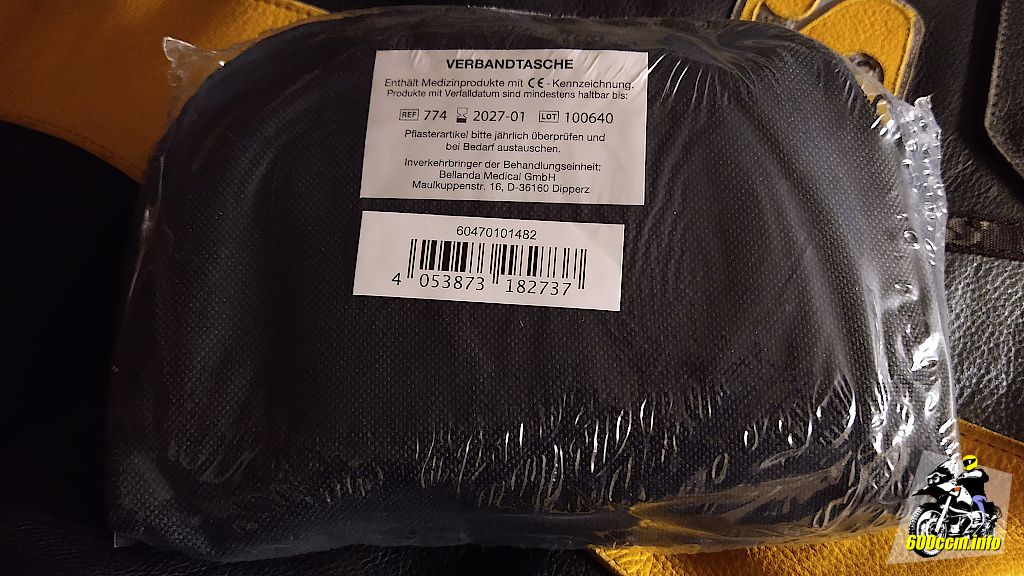 VERBANDTASCHE
Enthält Medizinprodukte mit CE-Kennzeichnung.
Produkte mit Verfalldatum sind mindestens haltbar bis:
REF 774 2027-01 LOT 100640
Pflasterartikel bitte jährlich überprüfen und
bei Bedarf austauschen.
Inverkehrbringer der Behandlungseinheit:
Bellanda Medical GmbH
Maulkuppenstr. 16, D-36160 Dipperz
60470101482
4 053873 182737
600ccm.info